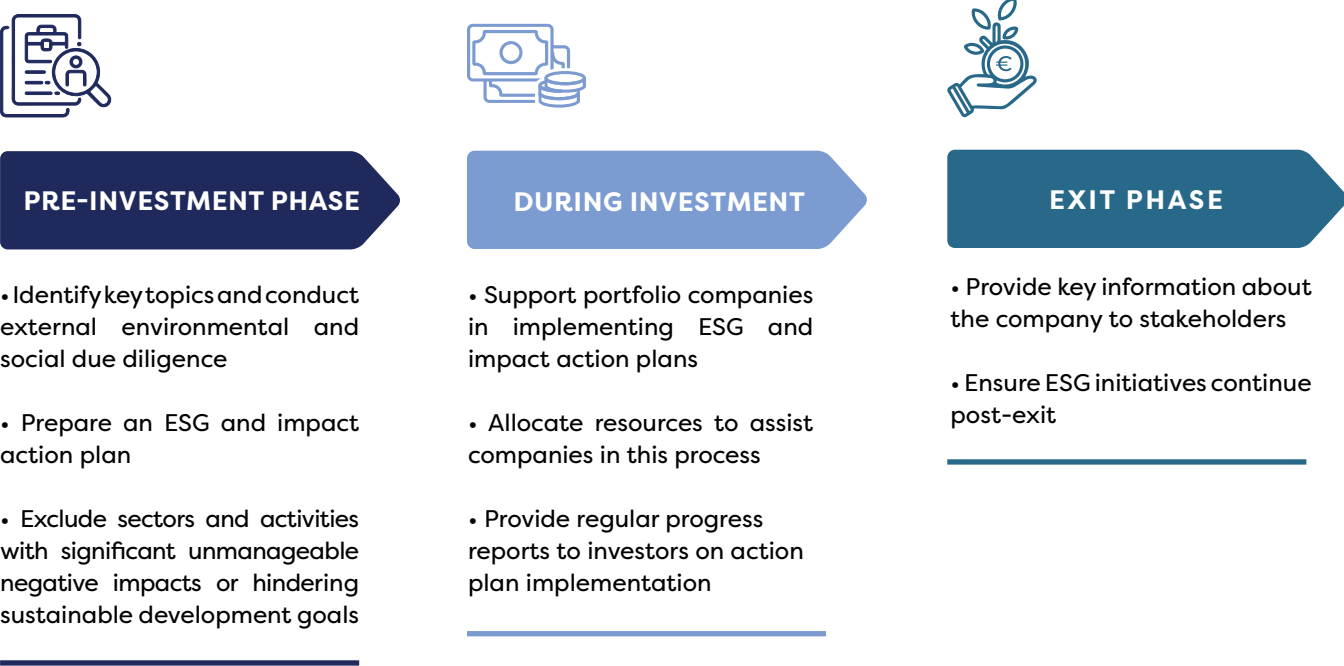 PRE-INVESTMENT PHASE
• Identify key topics and conduct
external environmental and
social due diligence
• Prepare an ESG and impact
action plan
• Exclude sectors and activities
with significant unmanageable
negative impacts or hindering
sustainable development goals
DURING INVESTMENT
• Support portfolio companies
in implementing ESG and
impact action plans
• Allocate resources to assist
companies in this process
• Provide regular progress
reports to investors on action
plan implementation
€
EXIT PHASE
• Provide key information about
the company to stakeholders
• Ensure ESG initiatives continue
post-exit